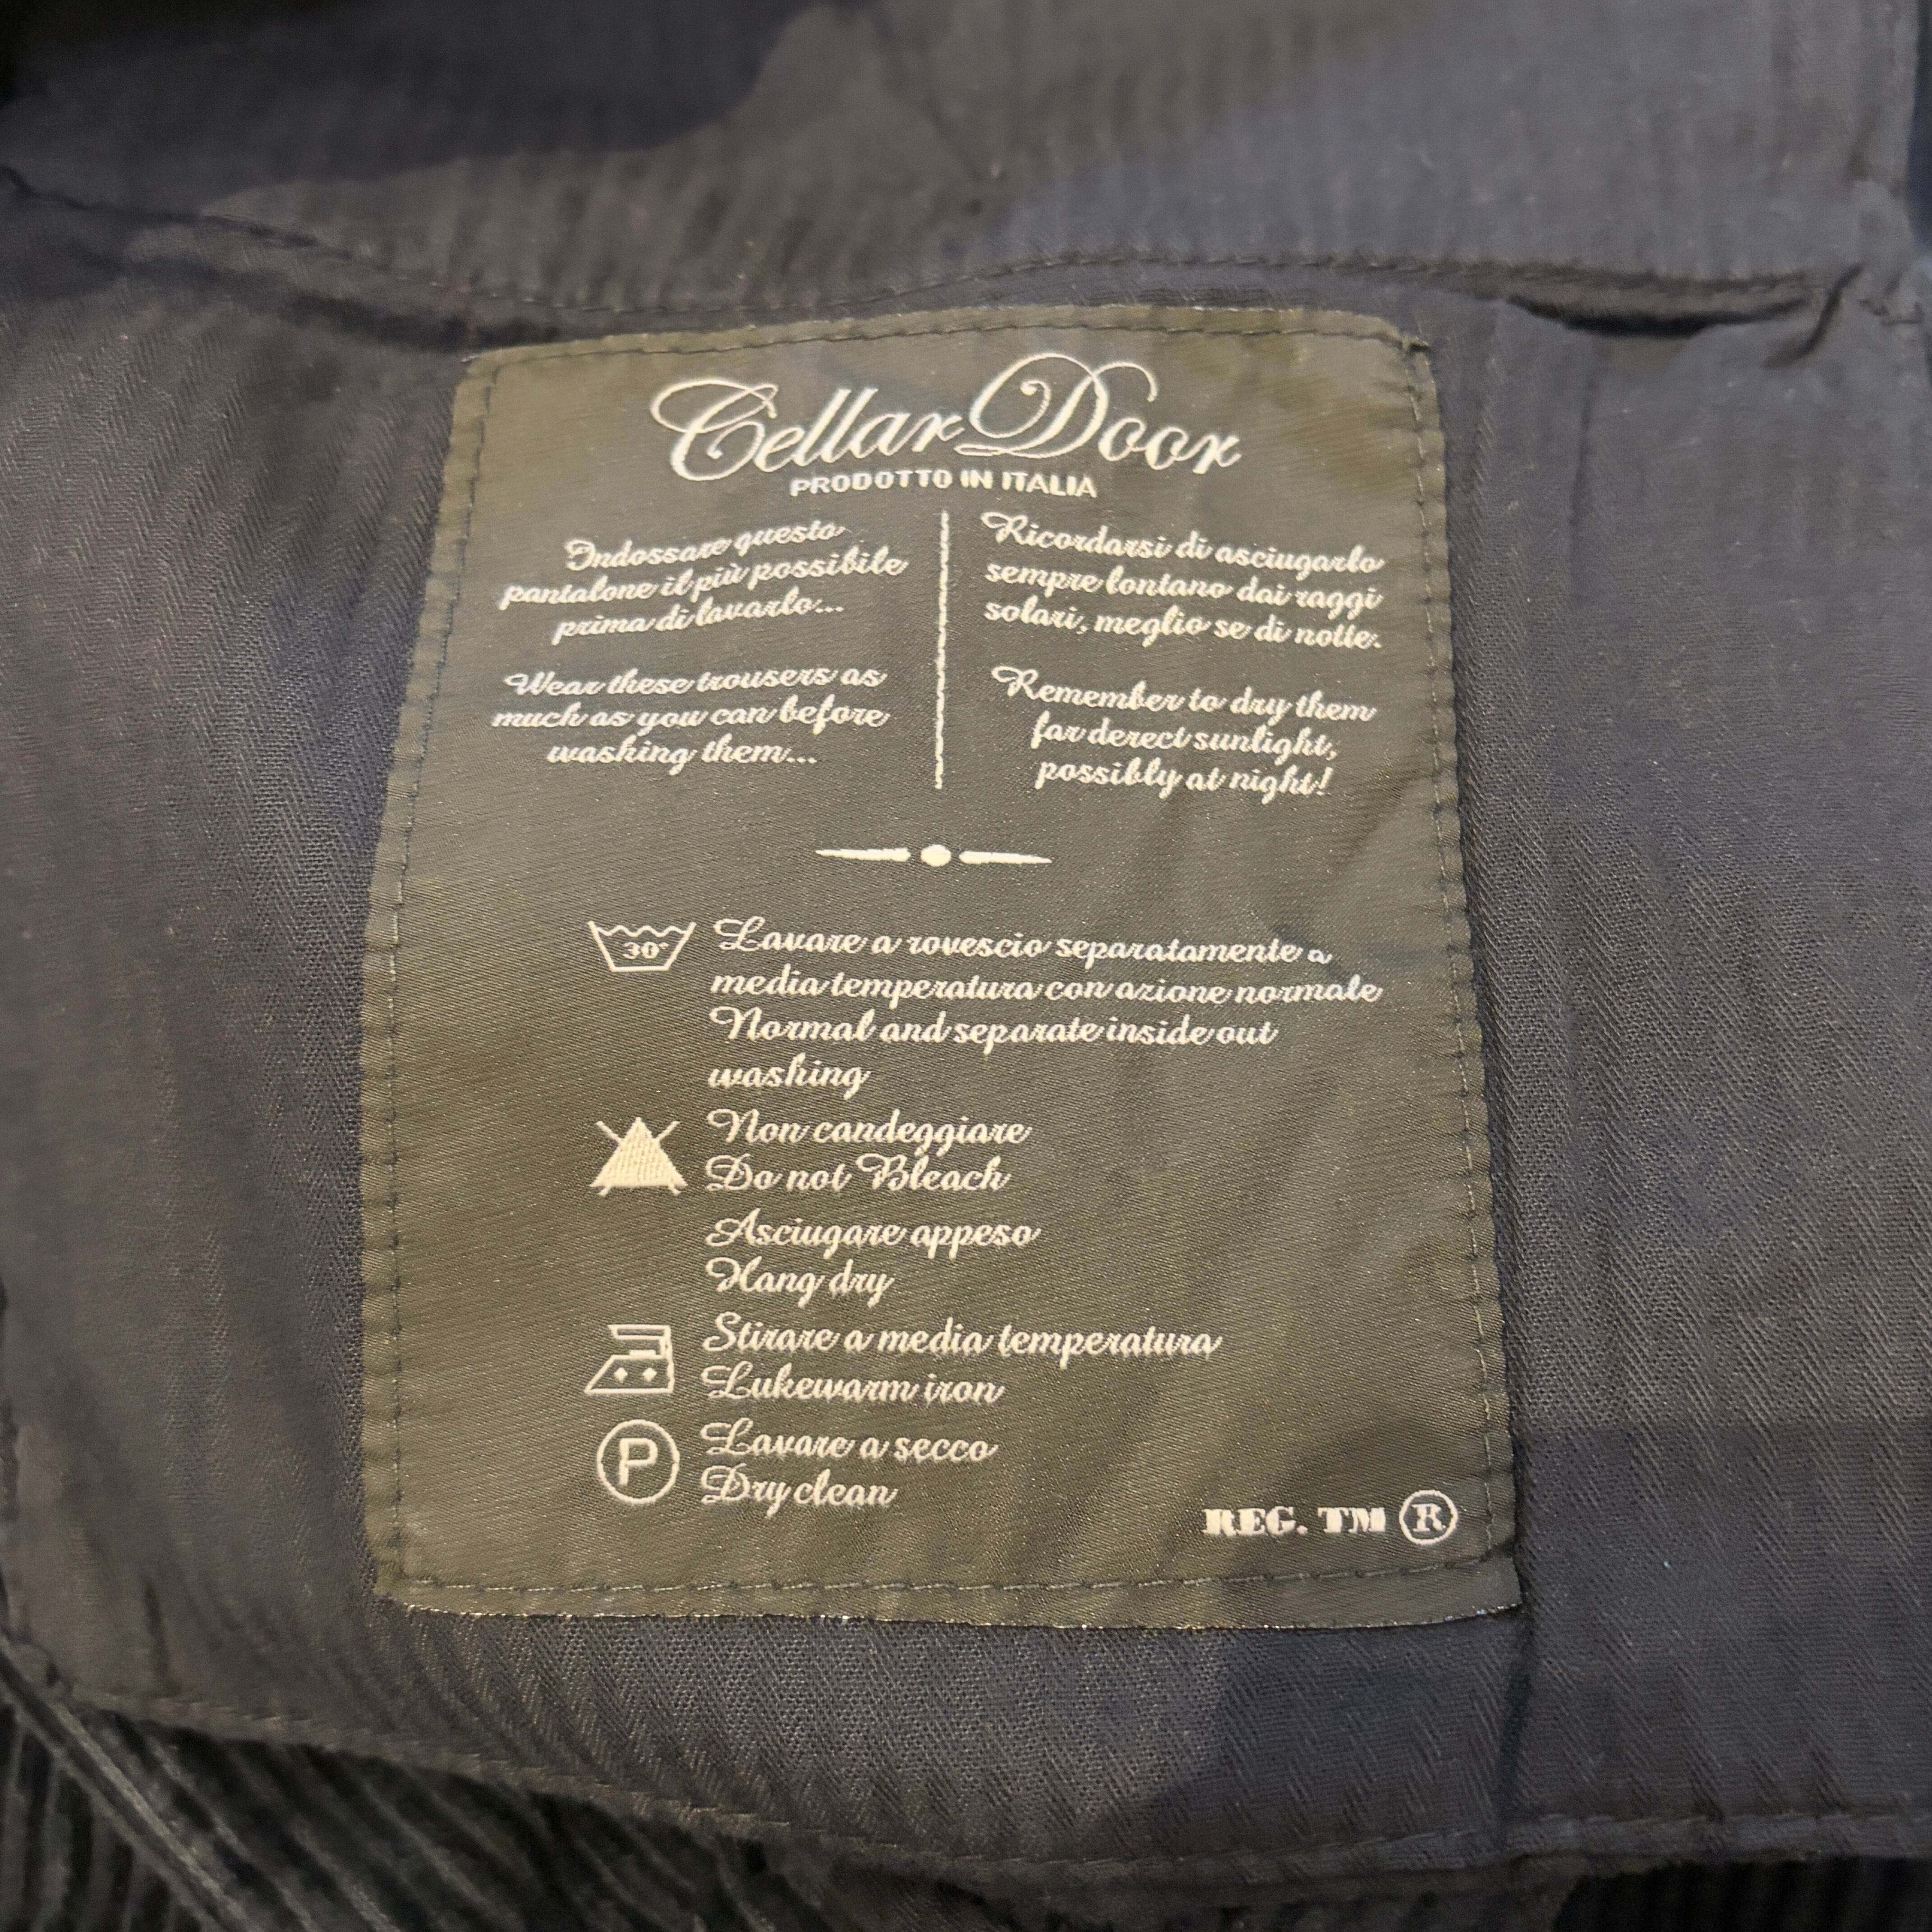 Cellar Door
PRODOTTO IN ITALIA
Indossare questo
pantalone il più possibile
prima di lavarlo...
Wear these trousers as
much as you can before
washing them...
Ricordarsi di asciugarlo
sempre lontano dai raggi
solari, meglio se di notte.
Remember to dry them
far derect sunlight,
possibly at night!
30°
Lavare a rovescio separatamente a
media temperatura con azione normale
Normal and separate inside out
washing
Non candeggiare
Do not Bleach
Asciugare appeso
Hang dry
Stirare a media temperatura
Lukewarm iron
P
Lavare a secco
Dry clean
REG. TM ®